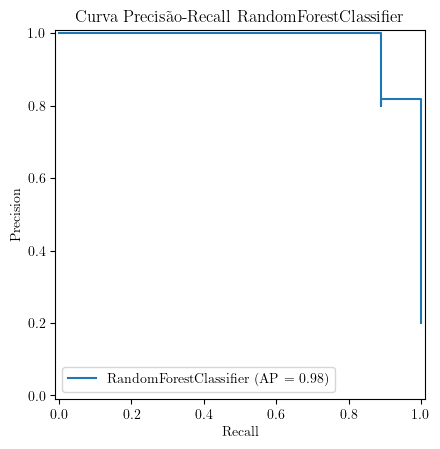 Curva Precisão-Recall RandomForestClassifier
1.0
0.8
0.6
0.4
0.2
0.0
Precision
RandomForestClassifier (AP = 0.98)
0.0 0.2 0.4 0.6 0.8 1.0
Recall